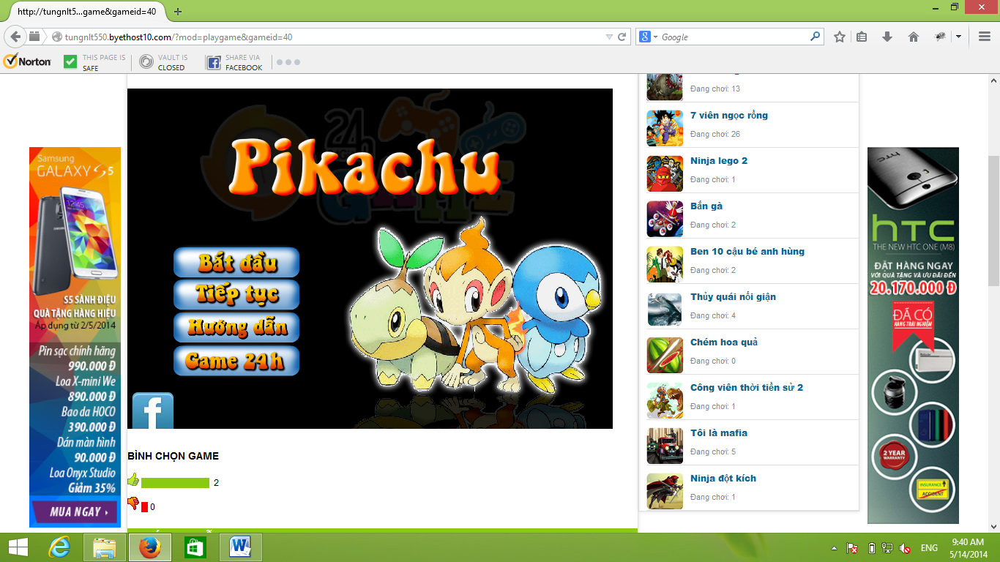 http://tungnlt5...game&gameid=40
tungnlt550.byethost10.com/?mod=playgame&gameid=40
Google
Norton
THIS PAGE IS
SAFE
VAULT IS
CLOSED
SHARE VIA
FACEBOOK
Samsung
GALAXY S5
S5 SÀNH ĐIỆU
QUÀ TẶNG HÀNG HIỆU
Áp dụng từ 2/5/2014
Pin sạc chính hãng
990.000 Đ
Loa X-mini We
890.000 Đ
Bao da HOCO
390.000 Đ
Dán màn hình
90.000 Đ
Loa Onyx Studio
Giảm 35%
MUA NGAY
24
GAME
Pikachu
Bắt đầu
Tiếp tục
Hướng dẫn
Game 24h
BÌNH CHỌN GAME
2
0
Đang chơi: 13
7 viên ngọc rồng
Đang chơi: 26
Ninja lego 2
Đang chơi: 1
Bắn gà
Đang chơi: 2
Ben 10 cậu bé anh hùng
Đang chơi: 2
Thủy quái nổi giận
Đang chơi: 4
Chém hoa quả
Đang chơi: 0
Công viên thời tiền sử 2
Đang chơi: 1
Tôi là mafia
Đang chơi: 5
Ninja đột kích
Đang chơi: 1
hTC
hTC
THE NEW HTC ONE (M8)
ĐẶT HÀNG NGAY
VỚI QUÀ TẶNG VÀ ƯU ĐÃI ĐẾN
20.170.000 Đ
ĐÃ CÓ
HÀNG TRẢI NGHIỆM
2 YEAR
WARRANTY
INSURANCE
ACCIDENT
ENG
9:40 AM
5/14/2014